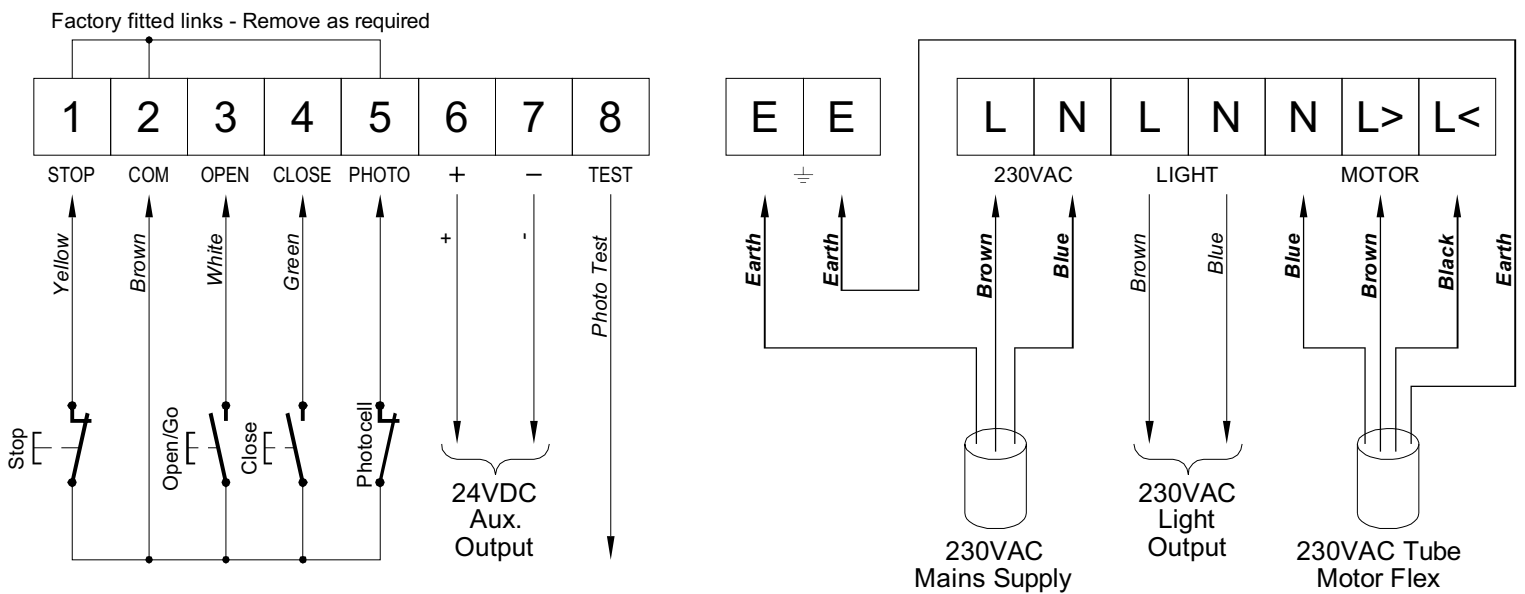 Factory fitted links - Remove as required
1 2 3 4 5 6 7 8
STOP COM OPEN CLOSE PHOTO + − TEST
Yellow
Brown
White
Green
+
-
Photo Test
Stop
Open/Go
Close
Photocell
24VDC
Aux.
Output
E E
L N L N N L> L<
230VAC LIGHT MOTOR
Earth
Earth
Brown
Blue
Brown
Blue
Blue
Brown
Black
Earth
230VAC
Mains Supply
230VAC
Light
Output
230VAC Tube
Motor Flex